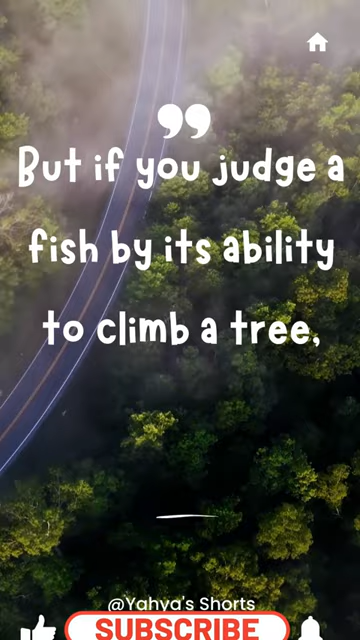 ”
But if you judge a
fish by its ability
to climb a tree,
@Yahya's Shorts
SUBSCRIBE